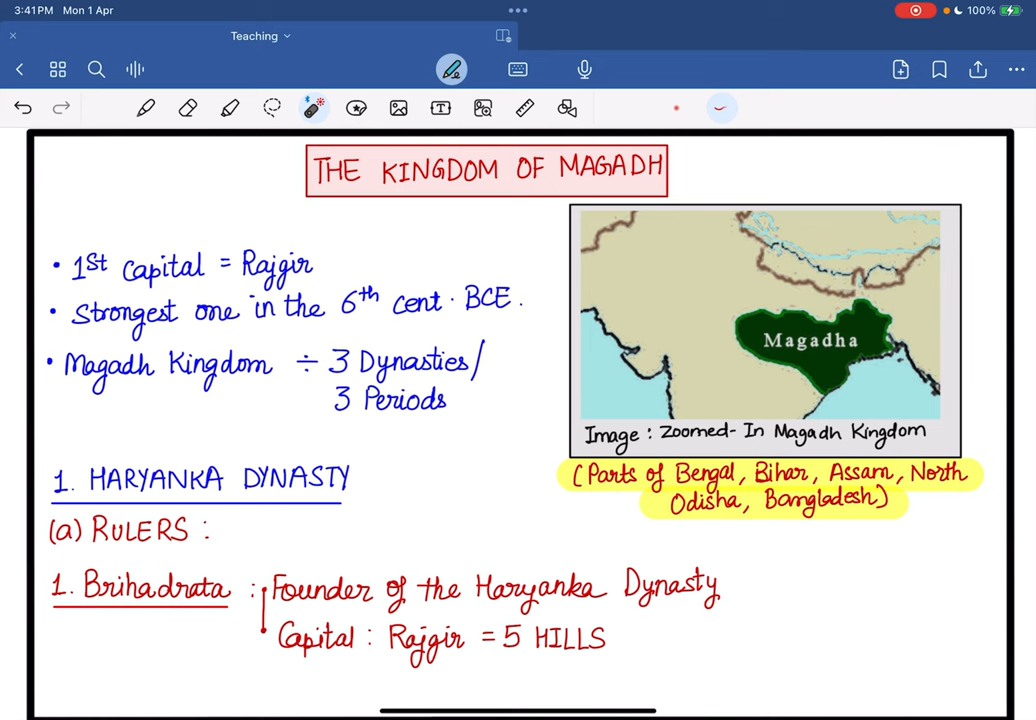 3:41PM Mon 1 Apr
100%
Teaching
THE KINGDOM OF MAGADH
• 1st Capital = Rajgir
• Strongest one in the 6th cent. BCE.
• Magadh Kingdom ÷ 3 Dynasties/
3 Periods
Magadha
Image : Zoomed-In Magadh Kingdom
(Parts of Bengal, Bihar, Assam, North
Odisha, Bangladesh)
1. HARYANKA DYNASTY
(a) RULERS :
1. Brihadrata : Founder of the Haryanka Dynasty
Capital : Rajgir = 5 HILLS